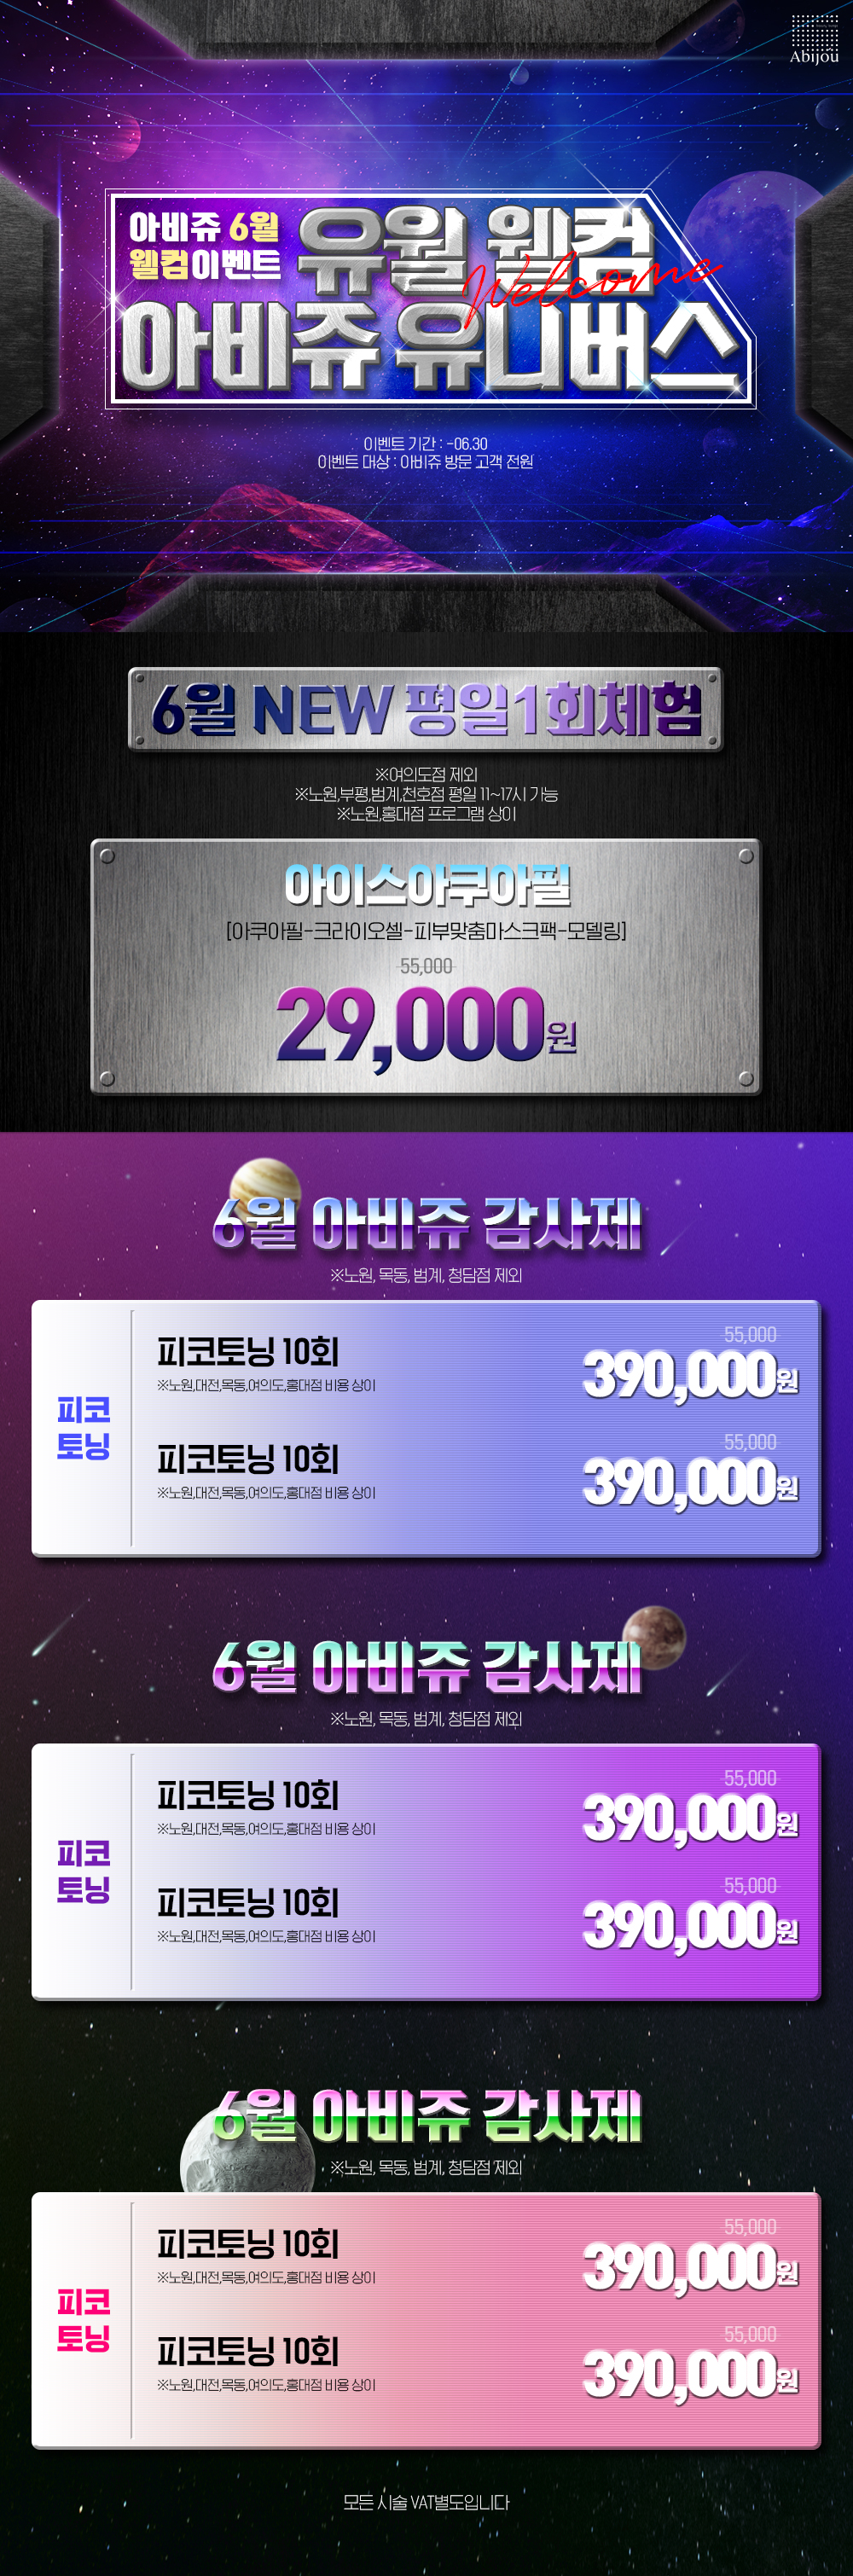 Abijou
아비쥬 6월
웰컴이벤트
유월 웰컴
Welcome
아비쥬 유니버스
이벤트 기간 : -06.30
이벤트 대상 : 아비쥬 방문 고객 전원
6월 NEW 평일1회체험
※여의도점 제외
※노원,부평,범계,천호점 평일 11~17시 가능
※노원,홍대점 프로그램 상이
아이스아쿠아필
[아쿠아필-크라이오셀-피부맞춤마스크팩-모델링]
55,000
29,000원
6월 아비쥬 감사제
※노원, 목동, 범계, 청담점 제외
피코
토닝
피코토닝 10회
※노원,대전,목동,여의도,홍대점 비용 상이
55,000
390,000원
피코토닝 10회
※노원,대전,목동,여의도,홍대점 비용 상이
55,000
390,000원
6월 아비쥬 감사제
※노원, 목동, 범계, 청담점 제외
피코
토닝
피코토닝 10회
※노원,대전,목동,여의도,홍대점 비용 상이
55,000
390,000원
피코토닝 10회
※노원,대전,목동,여의도,홍대점 비용 상이
55,000
390,000원
6월 아비쥬 감사제
※노원, 목동, 범계, 청담점 제외
피코
토닝
피코토닝 10회
※노원,대전,목동,여의도,홍대점 비용 상이
55,000
390,000원
피코토닝 10회
※노원,대전,목동,여의도,홍대점 비용 상이
55,000
390,000원
모든 시술 VAT별도입니다